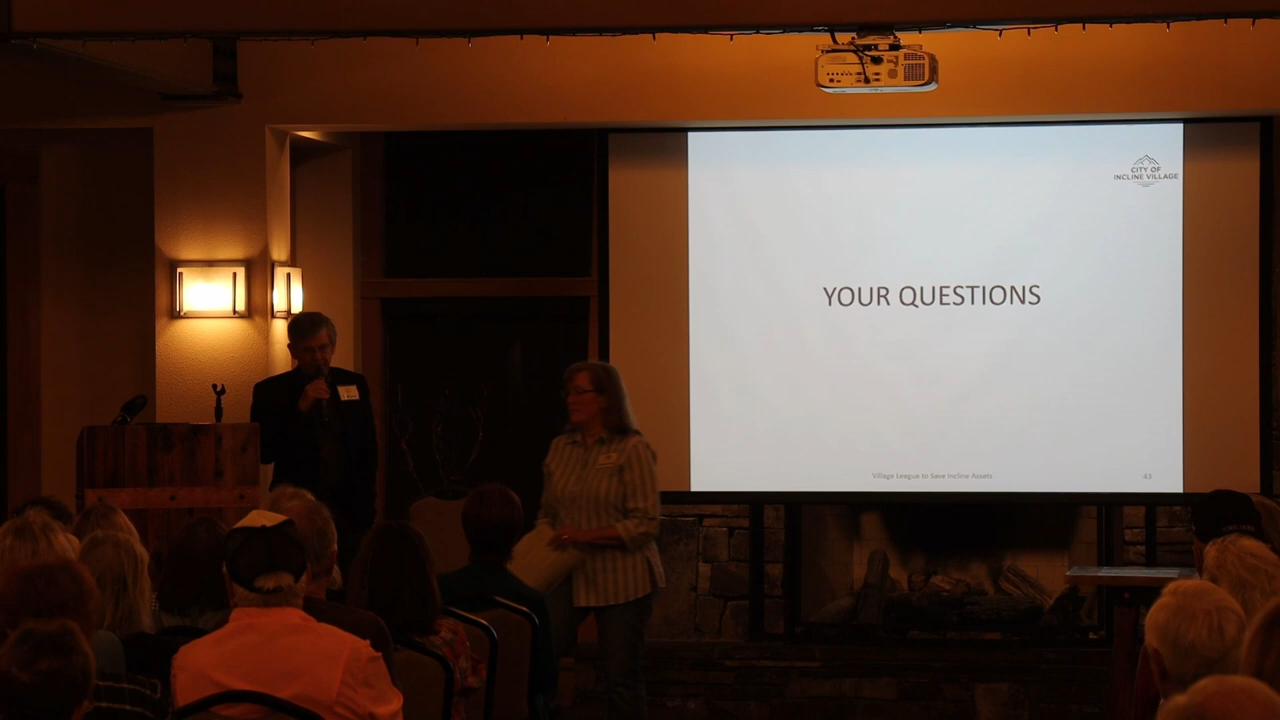 CITY OF
INCLINE VILLAGE
YOUR QUESTIONS
Village League to Save Incline Assets
43